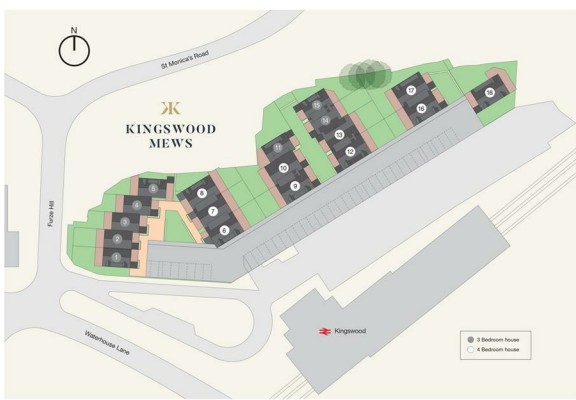 N
St Monica's Road
KINGSWOOD
MEWS
Furze Hill
Waterhouse Lane
1
2
3
4
5
6
7
8
9
10
11
12
13
14
15
16
17
18
Kingswood
3 Bedroom house
4 Bedroom house